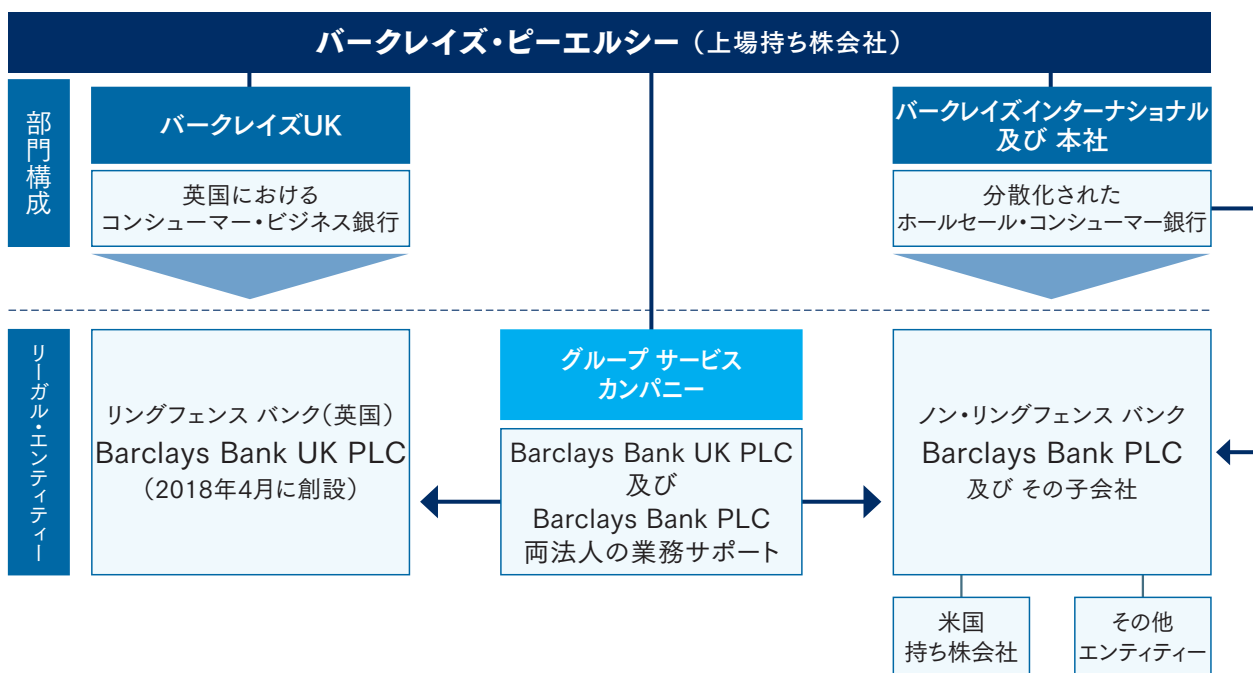 バークレイズ・ピーエルシー（上場持ち株会社）
部門構成
バークレイズUK
英国における
コンシューマー・ビジネス銀行
バークレイズインターナショナル
及び 本社
分散化された
ホールセール・コンシューマー銀行
リーガル・エンティティー
リングフェンス バンク（英国）
Barclays Bank UK PLC
（2018年4月に創設）
グループ サービス
カンパニー
Barclays Bank UK PLC
及び
Barclays Bank PLC
両法人の業務サポート
ノン・リングフェンス バンク
Barclays Bank PLC
及び その子会社
米国
持ち株会社
その他
エンティティー